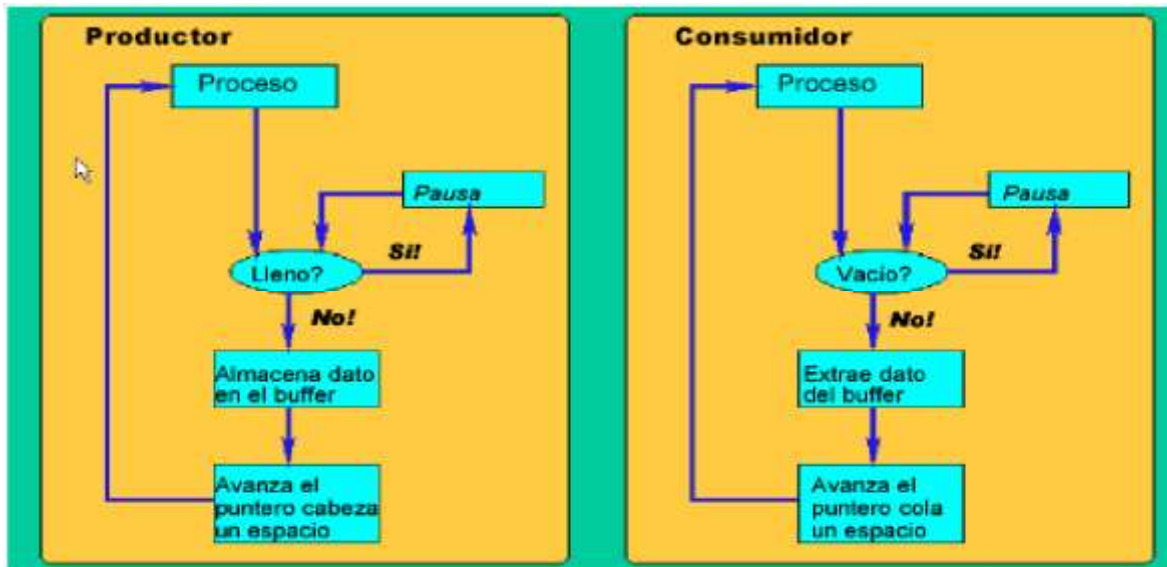 Productor
Proceso
Pausa
Si!
Lleno?
No!
Almacena dato
en el buffer
Avanza el
puntero cabeza
un espacio
Consumidor
Proceso
Pausa
Si!
Vacio?
No!
Extrae dato
del buffer
Avanza el
puntero cola
un espacio